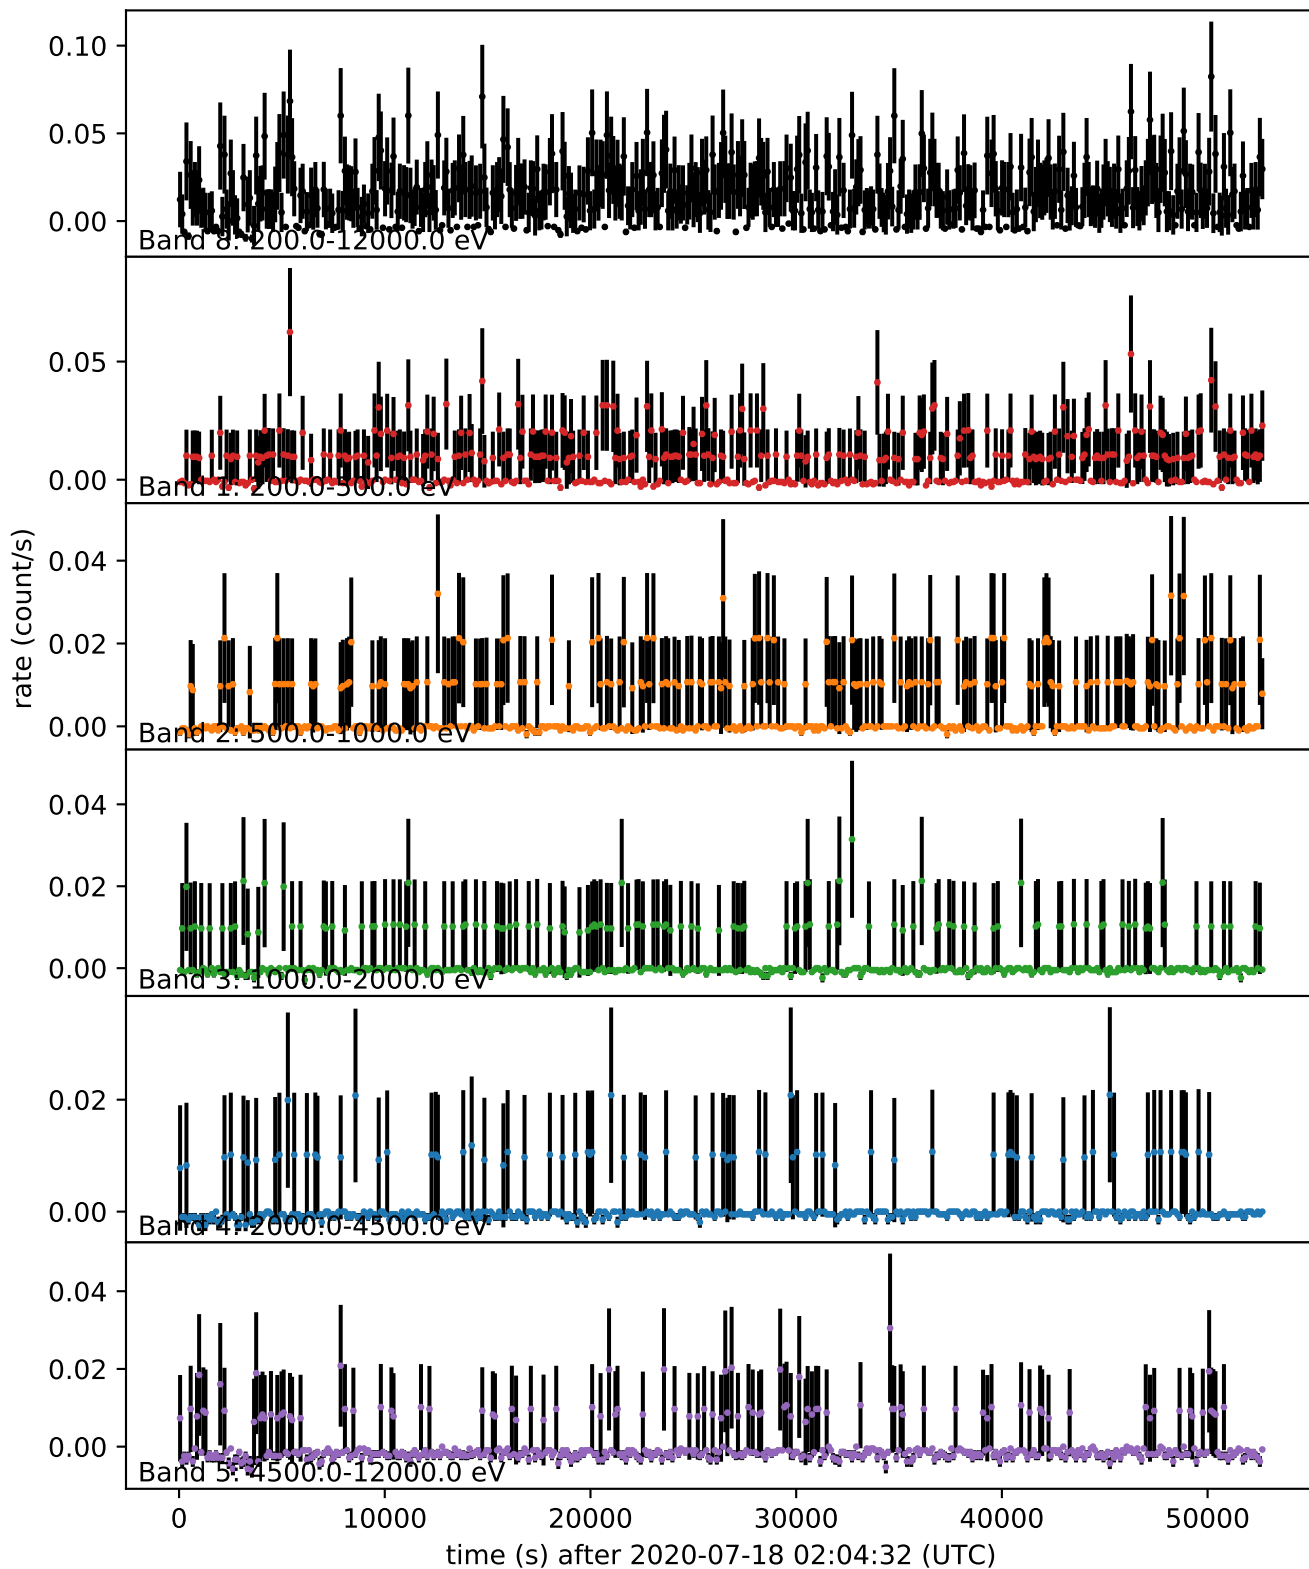 0.10
0.05
0.00
Band 8: 200.0-12000.0 eV
0.05
0.00
Band 1: 200.0-500.0 eV
0.04
0.02
0.00
Band 2: 500.0-1000.0 eV
rate (count/s)
0.04
0.02
0.00
Band 3: 1000.0-2000.0 eV
0.02
0.00
Band 4: 2000.0-4500.0 eV
0.04
0.02
0.00
Band 5: 4500.0-12000.0 eV
0 10000 20000 30000 40000 50000
time (s) after 2020-07-18 02:04:32 (UTC)